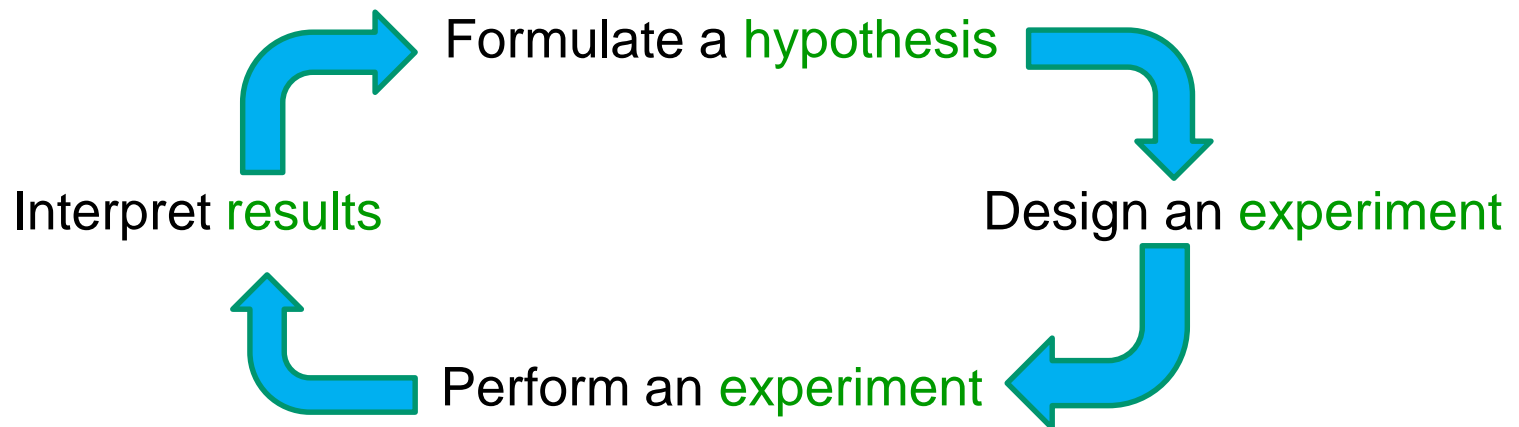 Formulate a hypothesis
Interpret results
Design an experiment
Perform an experiment